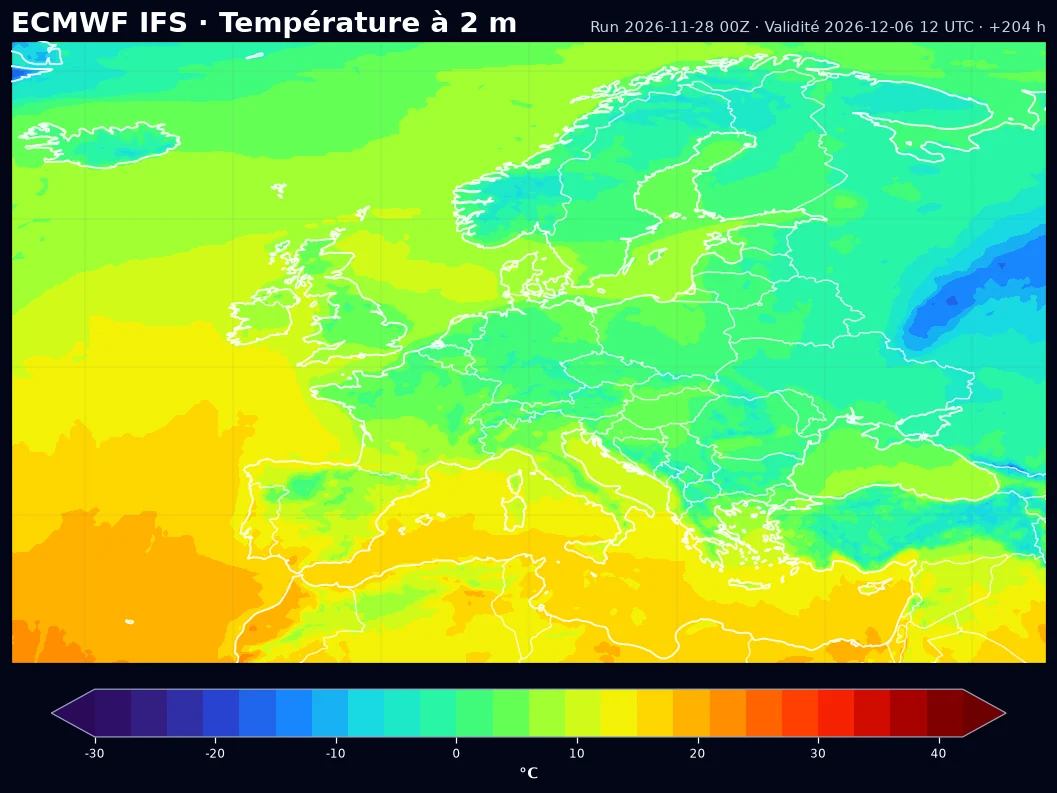 ECMWF IFS · Température à 2 m
Run 2026-11-28 00Z · Validité 2026-12-06 12 UTC · +204 h
-30 -20 -10 0 10 20 30 40
°C